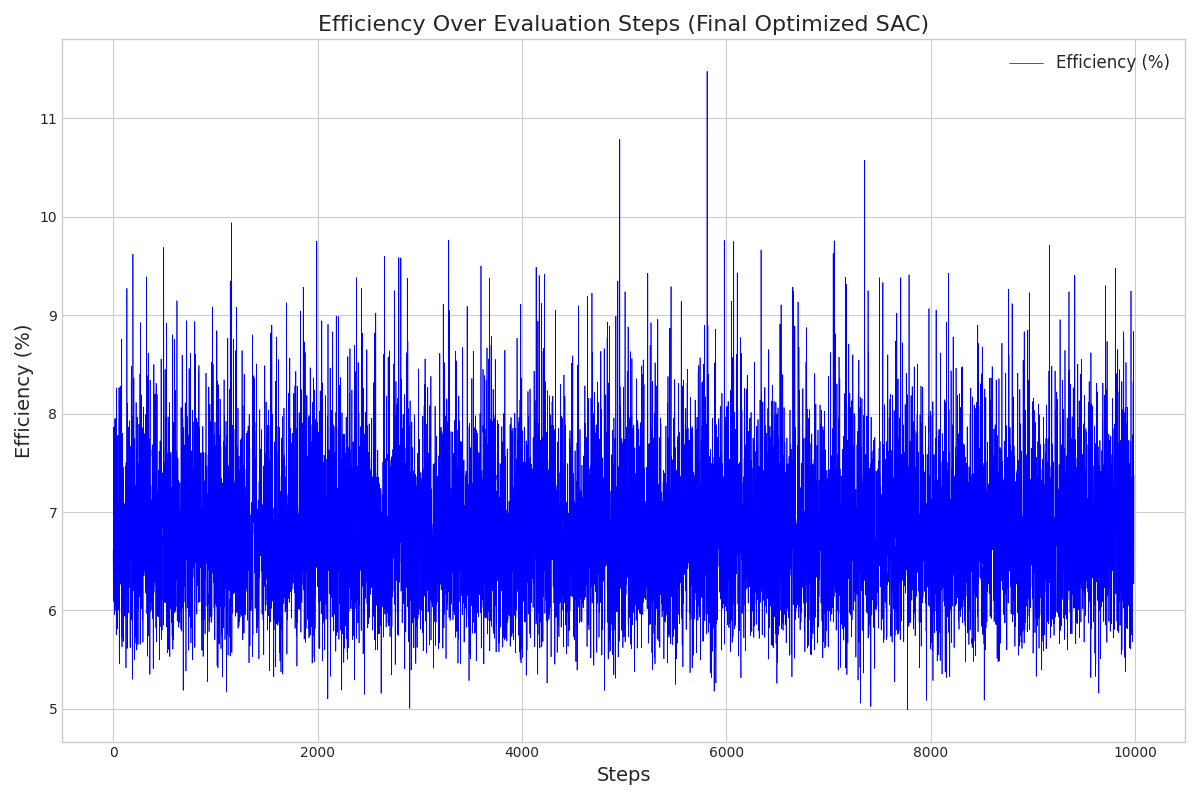 Efficiency Over Evaluation Steps (Final Optimized SAC)
Efficiency (%)
11
10
9
8
7
6
5
Efficiency (%)
0 2000 4000 6000 8000 10000
Steps